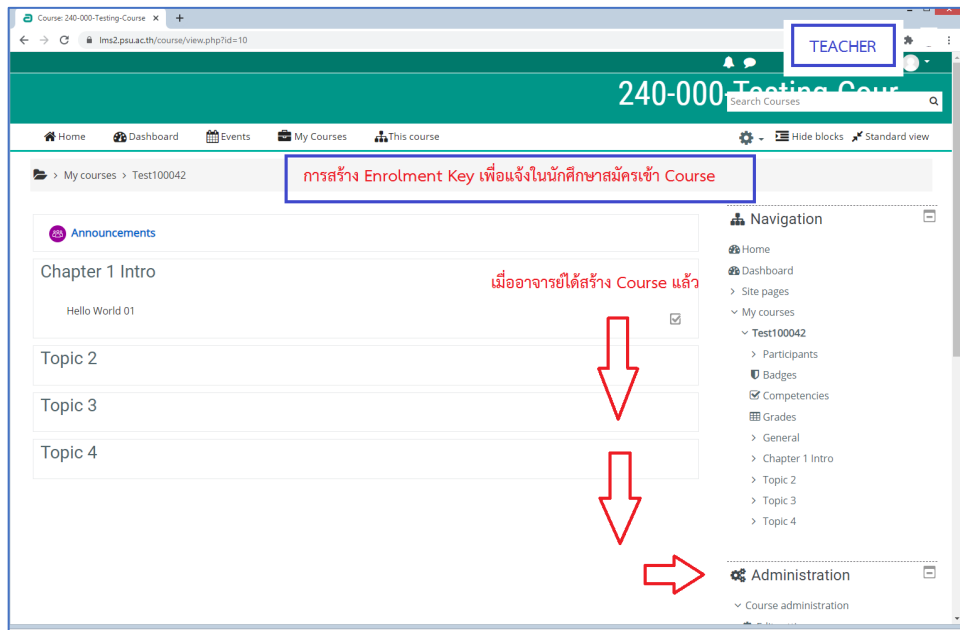 Course: 240-000-Testing-Course
lms2.psu.ac.th/course/view.php?id=10
TEACHER
240-000-Testing Cour
Search Courses
Home Dashboard Events My Courses This course Hide blocks Standard view
> My courses > Test100042
การสร้าง Enrolment Key เพื่อแจ้งในนักศึกษาสมัครเข้า Course
Announcements
Chapter 1 Intro
เมื่ออาจารย์ได้สร้าง Course แล้ว
Hello World 01
Topic 2
Topic 3
Topic 4
Navigation
Home
Dashboard
Site pages
My courses
Test100042
Participants
Badges
Competencies
Grades
General
Chapter 1 Intro
Topic 2
Topic 3
Topic 4
Administration
Course administration